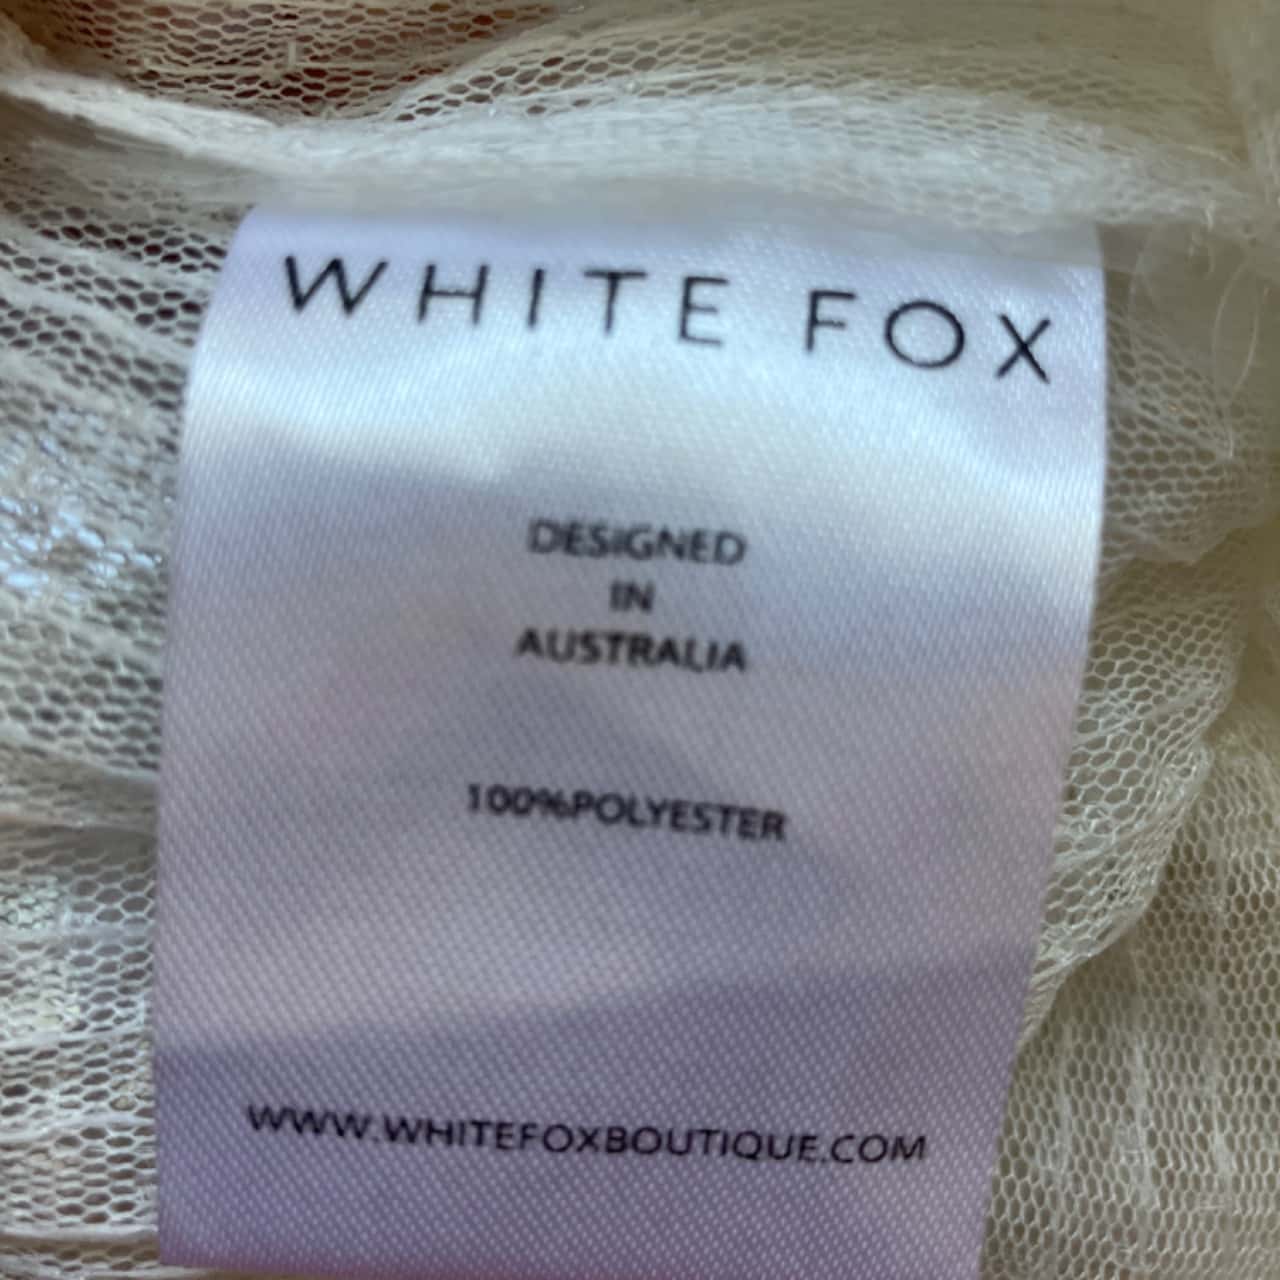 WHITE FOX
DESIGNED
IN
AUSTRALIA
100%POLYESTER
WWW.WHITEFOXBOUTIQUE.COM